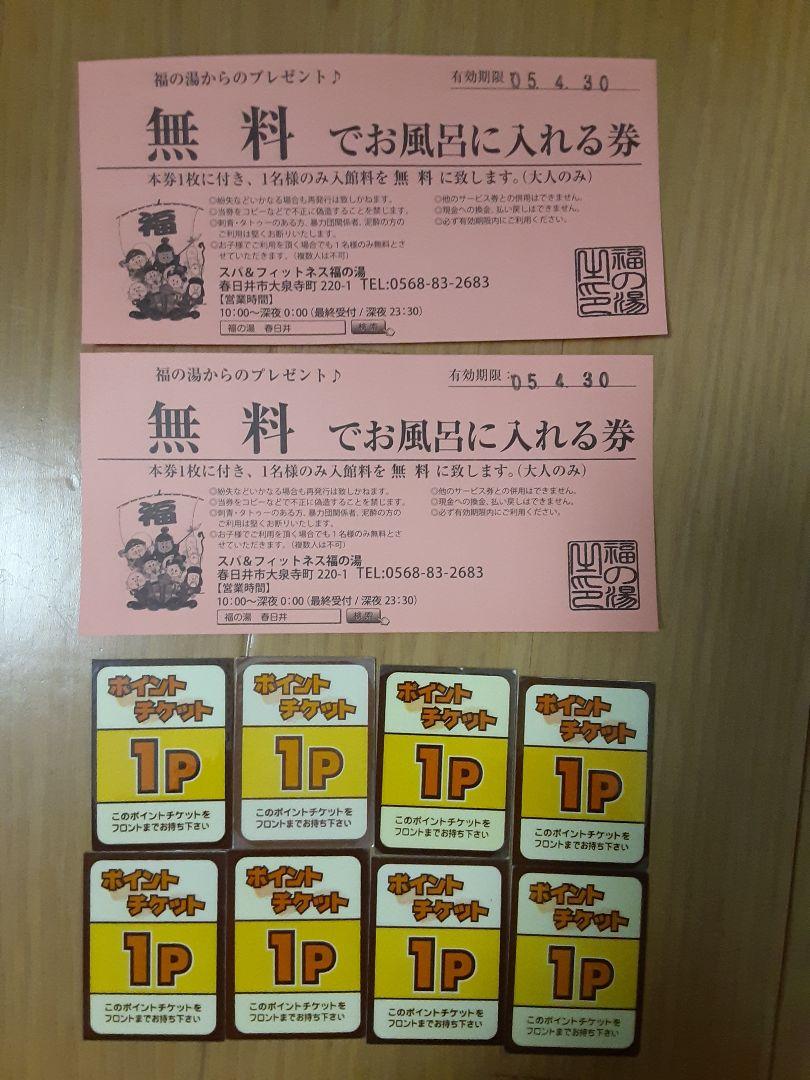 福の湯からのプレゼント♪
有効期限：05. 4. 30
無料 でお風呂に入れる券
本券1枚に付き、1名様のみ入館料を 無 料 に致します。（大人のみ）
◎紛失などいかなる場合も再発行は致しかねます。
◎当券をコピーなどで不正に偽造することを禁じます。
◎刺青・タトゥーのある方、暴力団関係者、泥酔の方の
ご利用は堅くお断りいたします。
◎お子様でご利用を頂く場合でも1名様のみ無料とさ
せていただきます。（複数人は不可）
◎他のサービス券との併用はできません。
◎現金への換金、払い戻しはできません。
◎必ず有効期限内にご利用ください。
福
スパ＆フィットネス福の湯
春日井市大泉寺町 220-1 TEL:0568-83-2683
【営業時間】
10:00〜深夜 0:00（最終受付 / 深夜 23:30）
福の湯 春日井 検索
福の湯之印
福の湯からのプレゼント♪
有効期限：05. 4. 30
無料 でお風呂に入れる券
本券1枚に付き、1名様のみ入館料を 無 料 に致します。（大人のみ）
◎紛失などいかなる場合も再発行は致しかねます。
◎当券をコピーなどで不正に偽造することを禁じます。
◎刺青・タトゥーのある方、暴力団関係者、泥酔の方の
ご利用は堅くお断りいたします。
◎お子様でご利用を頂く場合でも1名様のみ無料とさ
せていただきます。（複数人は不可）
◎他のサービス券との併用はできません。
◎現金への換金、払い戻しはできません。
◎必ず有効期限内にご利用ください。
福
スパ＆フィットネス福の湯
春日井市大泉寺町 220-1 TEL:0568-83-2683
【営業時間】
10:00〜深夜 0:00（最終受付 / 深夜 23:30）
福の湯 春日井 検索
福の湯之印
ポイント
チケット
1P
このポイントチケットを
フロントまでお持ち下さい
ポイント
チケット
1P
このポイントチケットを
フロントまでお持ち下さい
ポイント
チケット
1P
このポイントチケットを
フロントまでお持ち下さい
ポイント
チケット
1P
このポイントチケットを
フロントまでお持ち下さい
ポイント
チケット
1P
このポイントチケットを
フロントまでお持ち下さい
ポイント
チケット
1P
このポイントチケットを
フロントまでお持ち下さい
ポイント
チケット
1P
このポイントチケットを
フロントまでお持ち下さい
ポイント
チケット
1P
このポイントチケットを
フロントまでお持ち下さい